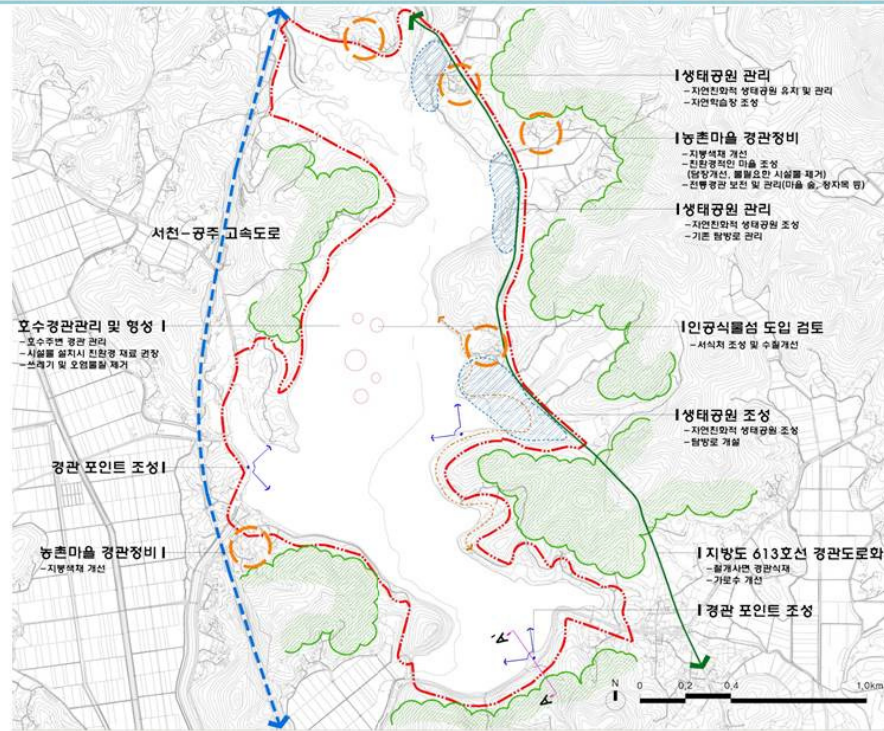 생태공원 관리
-자연친화적 생태공원 유지 및 관리
-자연학습장 조성
농촌마을 경관정비
-지붕색채 개선
-친환경적인 마을 조성
(담장개선, 불필요한 시설물 제거)
-전통경관 보전 및 관리(마을 숲, 정자목 등)
생태공원 관리
-자연친화적 생태공원 조성
-기존 탐방로 관리
서천-공주 고속도로
호수경관관리 및 형성
-호수주변 경관 관리
-시설물 설치시 친환경 재료 권장
-쓰레기 및 오염물질 제거
인공식물섬 도입 검토
-서식처 조성 및 수질개선
생태공원 조성
-자연친화적 생태공원 조성
-탐방로 개설
경관 포인트 조성
농촌마을 경관정비
-지붕색채 개선
지방도 613호선 경관도로화
-절개사면 경관식재
-가로수 개선
경관 포인트 조성
A
A'
N
0 0.2 0.4 1.0km